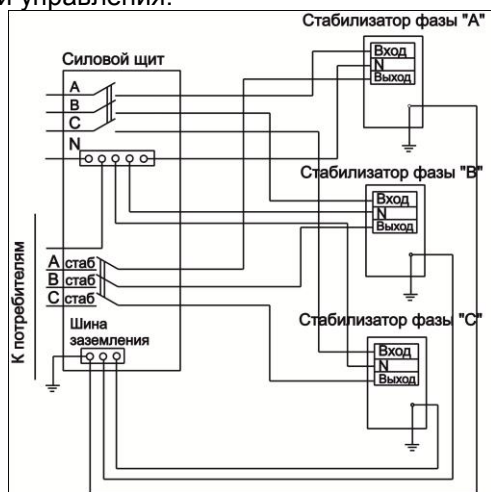 и управления.
Стабилизатор фазы "А"
Вход
N
Выход
Силовой щит
А
В
С
N
Стабилизатор фазы "В"
Вход
N
Выход
К потребителям
А стаб
В стаб
С стаб
Шина
заземления
Стабилизатор фазы "С"
Вход
N
Выход